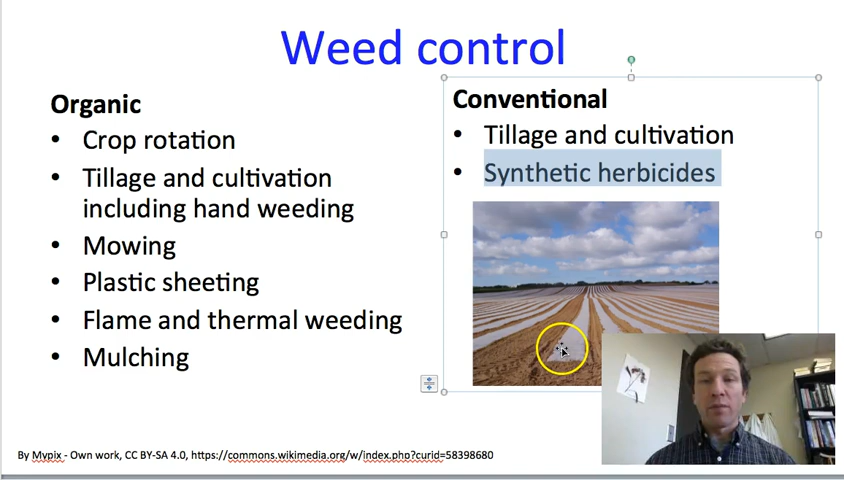 Weed control
Organic
• Crop rotation
• Tillage and cultivation
including hand weeding
• Mowing
• Plastic sheeting
• Flame and thermal weeding
• Mulching
Conventional
• Tillage and cultivation
• Synthetic herbicides
By Mypix - Own work, CC BY-SA 4.0, https://commons.wikimedia.org/w/index.php?curid=58398680